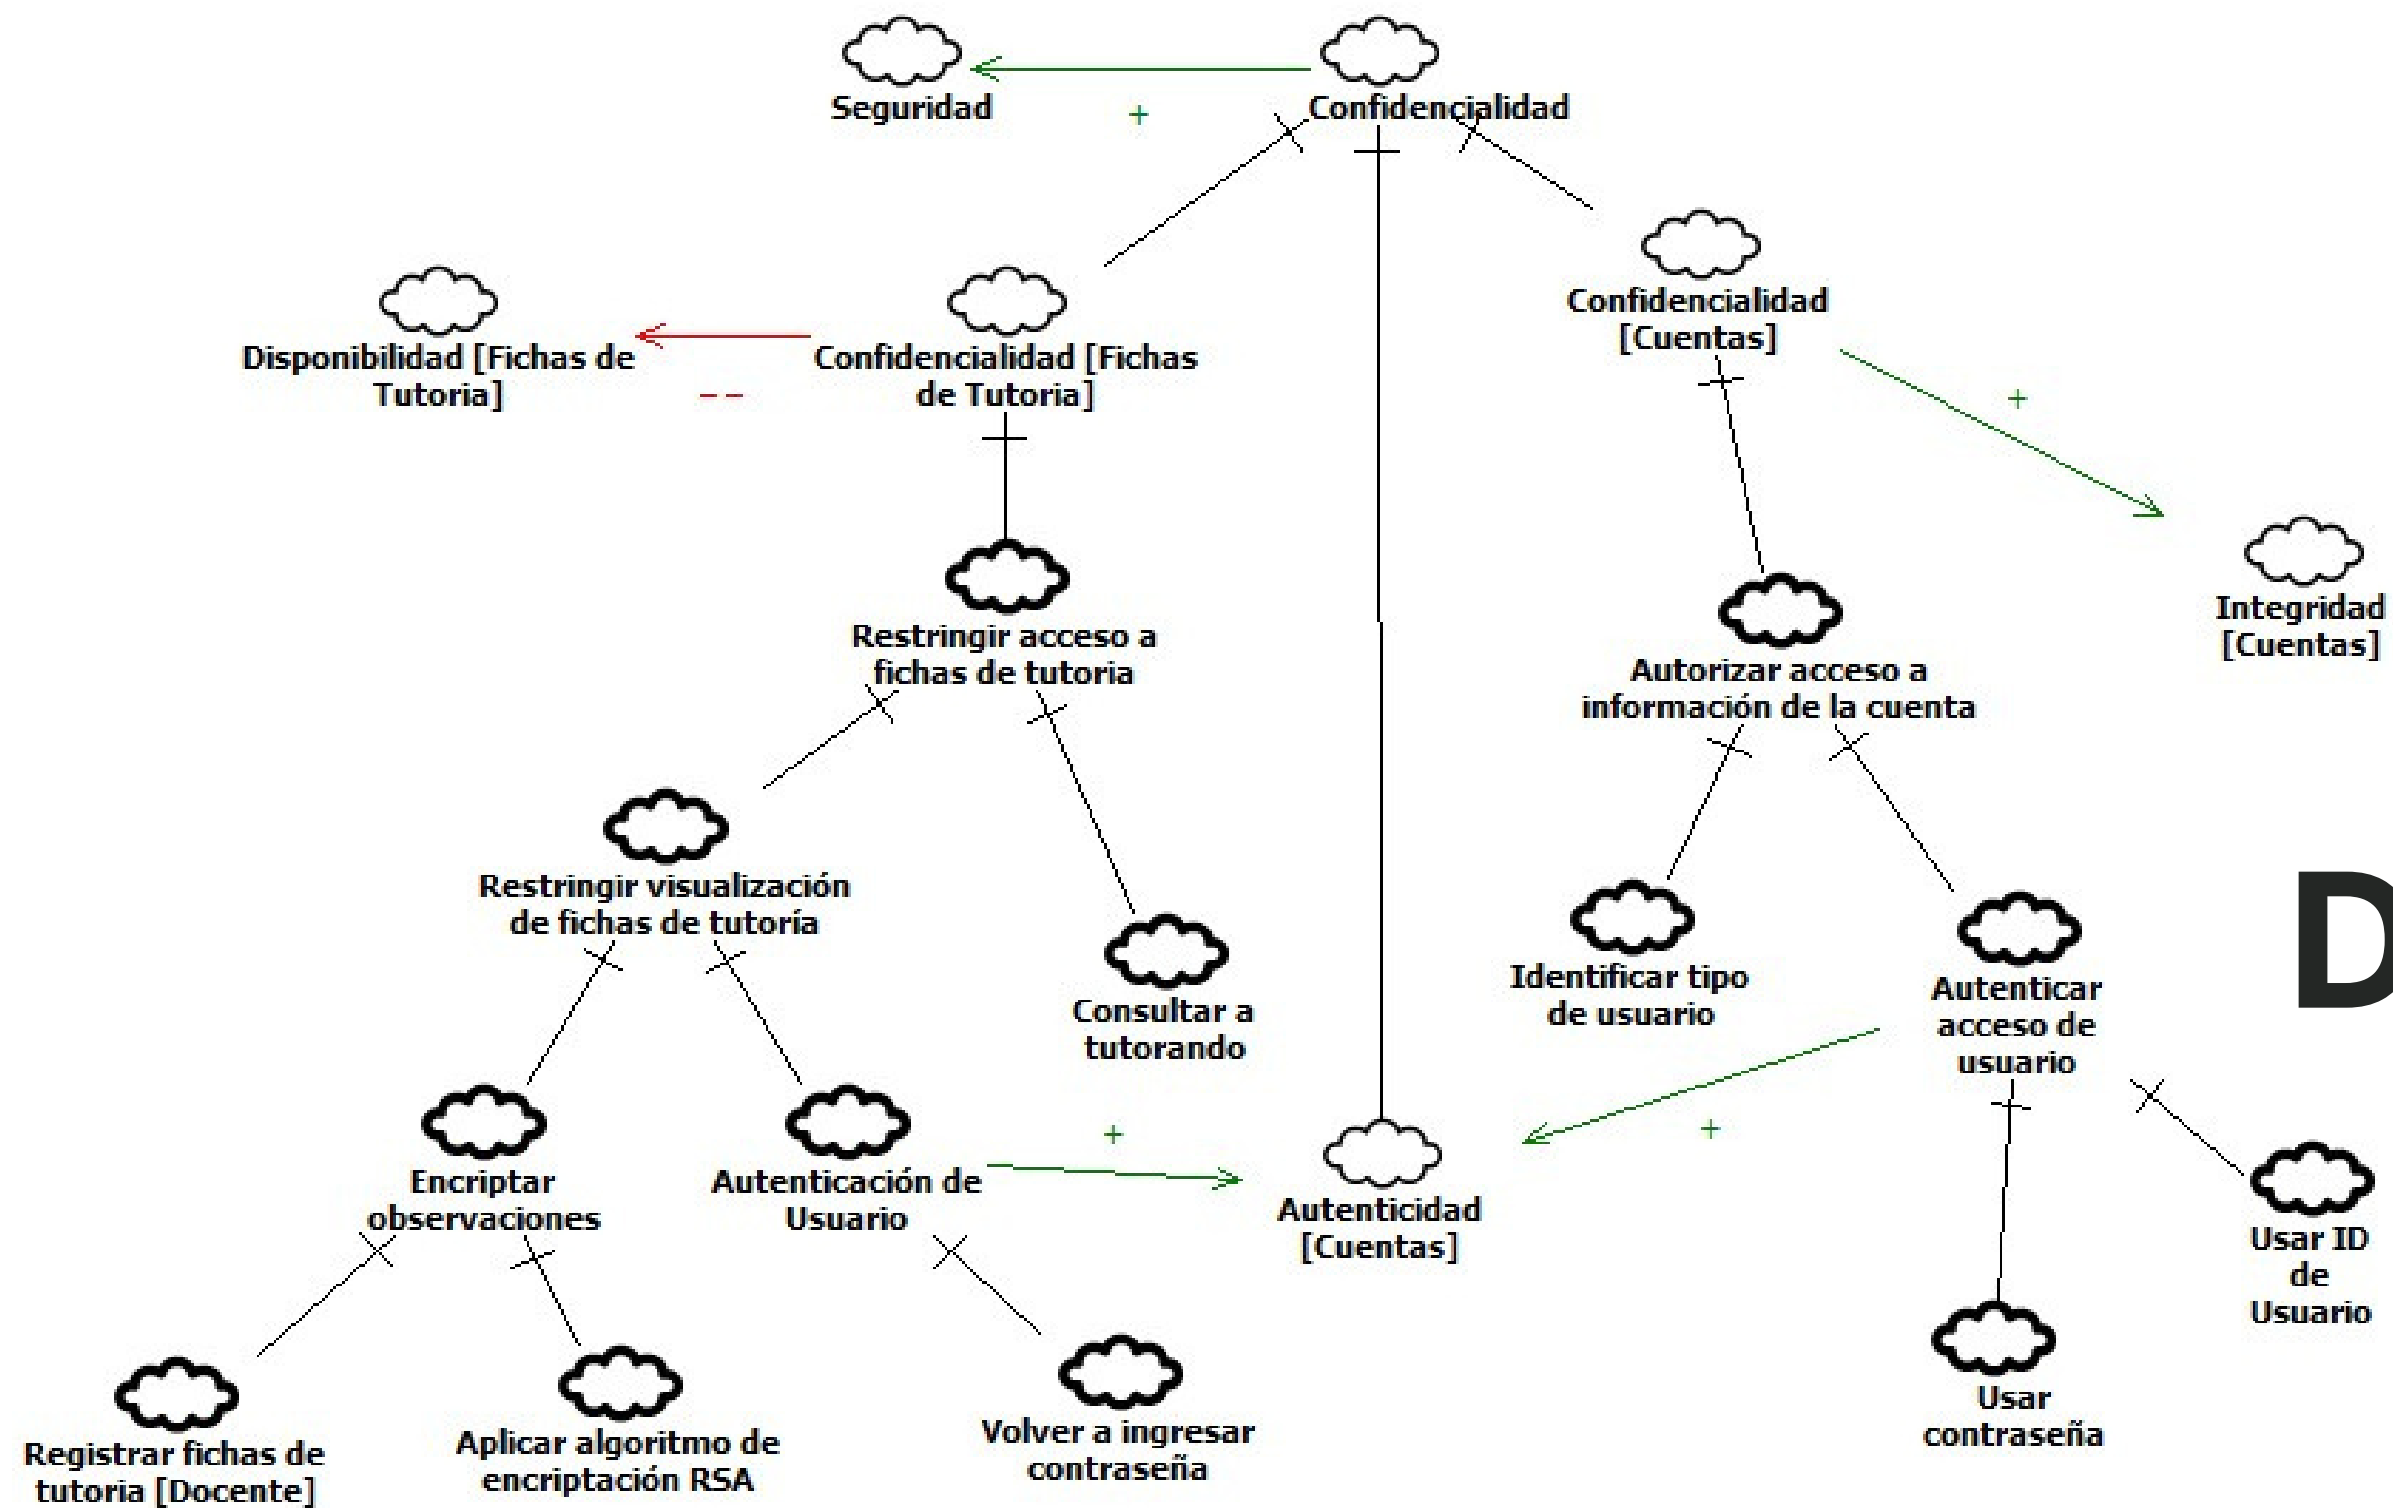 Seguridad
Confidencialidad
+
Confidencialidad
[Cuentas]
Disponibilidad [Fichas de
Tutoria]
--
Confidencialidad [Fichas
de Tutoria]
+
Integridad
[Cuentas]
Restringir acceso a
fichas de tutoria
Autorizar acceso a
información de la cuenta
Restringir visualización
de fichas de tutoría
Consultar a
tutorando
Identificar tipo
de usuario
Autenticar
acceso de
usuario
D
Encriptar
observaciones
Autenticación de
Usuario
+
Autenticidad
[Cuentas]
+
Usar ID
de
Usuario
Registrar fichas de
tutoria [Docente]
Aplicar algoritmo de
encriptación RSA
Volver a ingresar
contraseña
Usar
contraseña